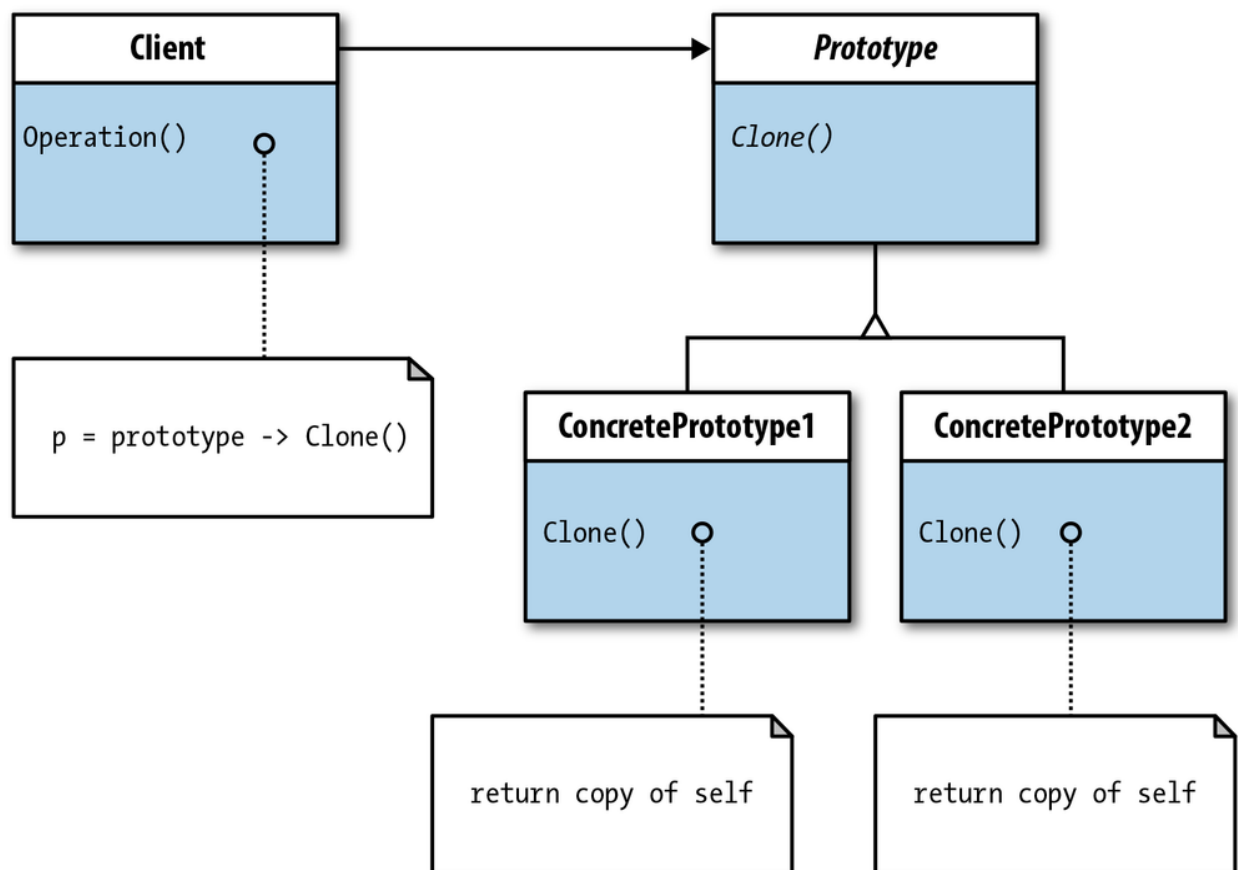 Client
Prototype
Operation()
Clone()
p = prototype -> Clone()
ConcretePrototype1
ConcretePrototype2
Clone()
Clone()
return copy of self
return copy of self